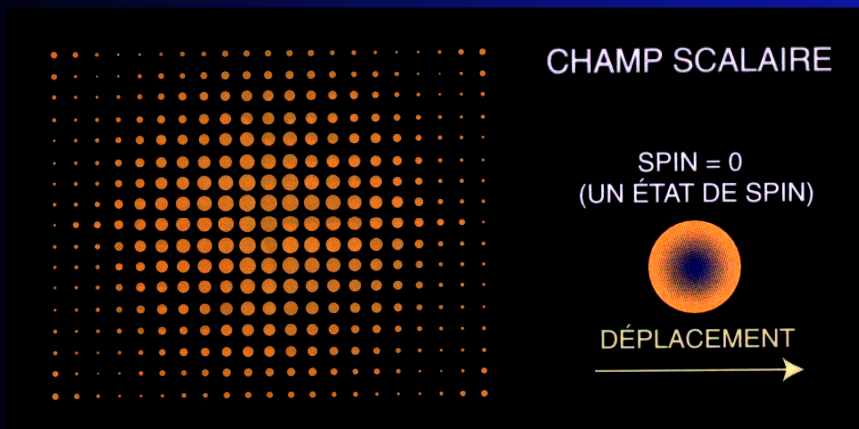 CHAMP SCALAIRE
SPIN = 0
(UN ÉTAT DE SPIN)
DÉPLACEMENT